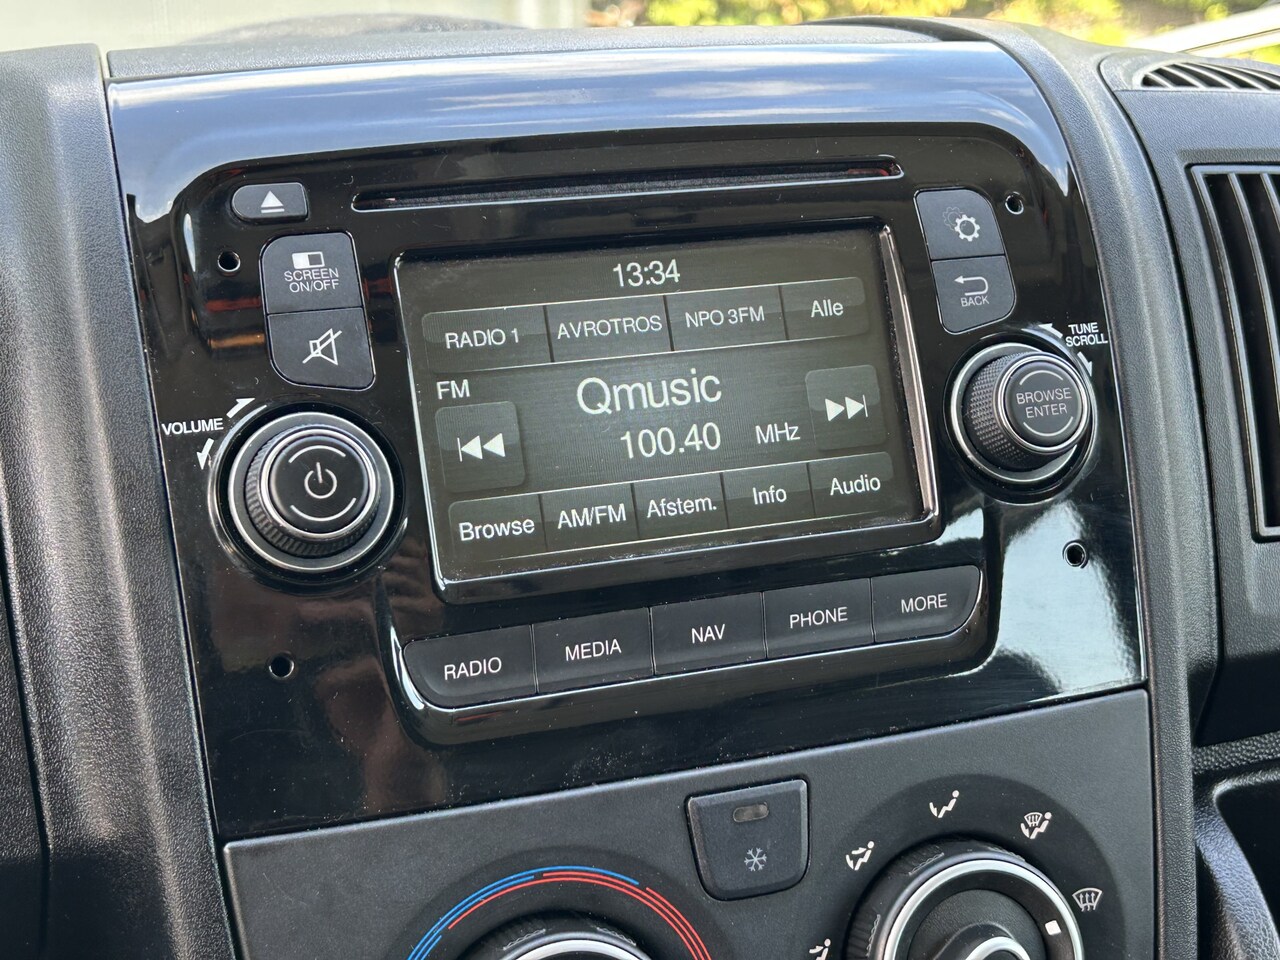 SCREEN
ON/OFF
VOLUME
13:34
RADIO 1 AVROTROS NPO 3FM Alle
FM
Qmusic
100.40 MHz
Browse AM/FM Afstem. Info Audio
BACK
TUNE
SCROLL
BROWSE
ENTER
RADIO MEDIA NAV PHONE MORE